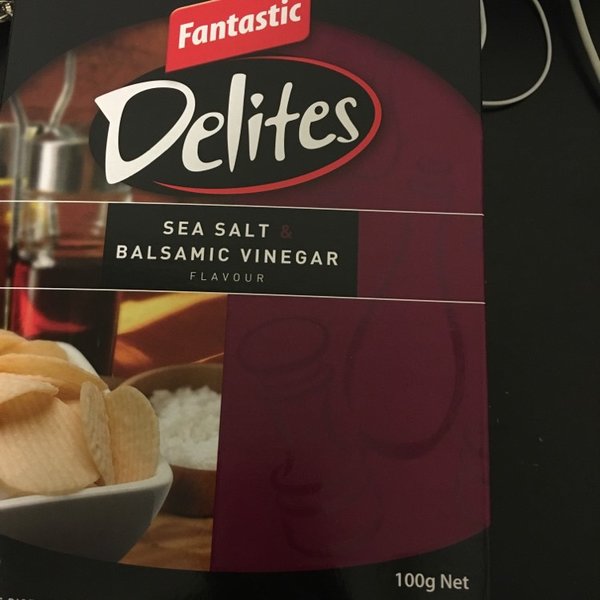 Fantastic
Delites
SEA SALT &
BALSAMIC VINEGAR
FLAVOUR
100g Net